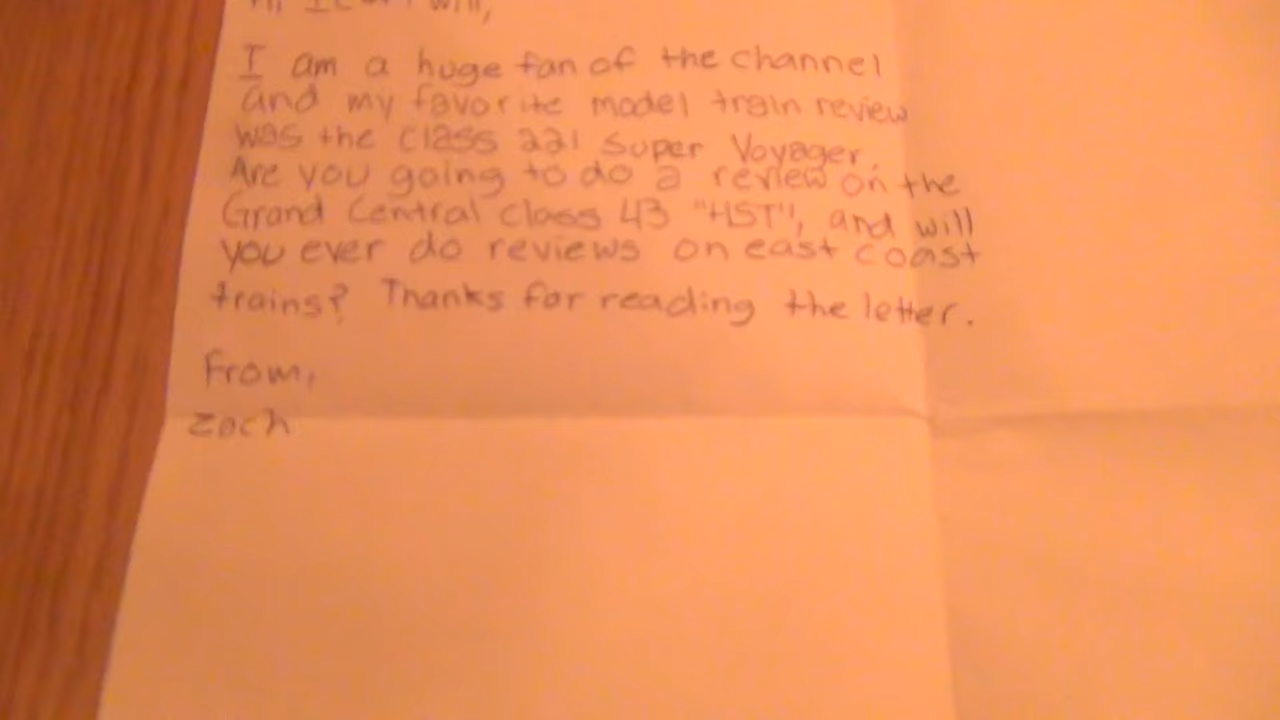 will,
I am a huge fan of the channel
and my favorite model train review
was the class 221 super Voyager.
Are you going to do a review on the
Grand Central class 43 "HST", and will
you ever do reviews on east coast
trains? Thanks for reading the letter.
From,
Zach